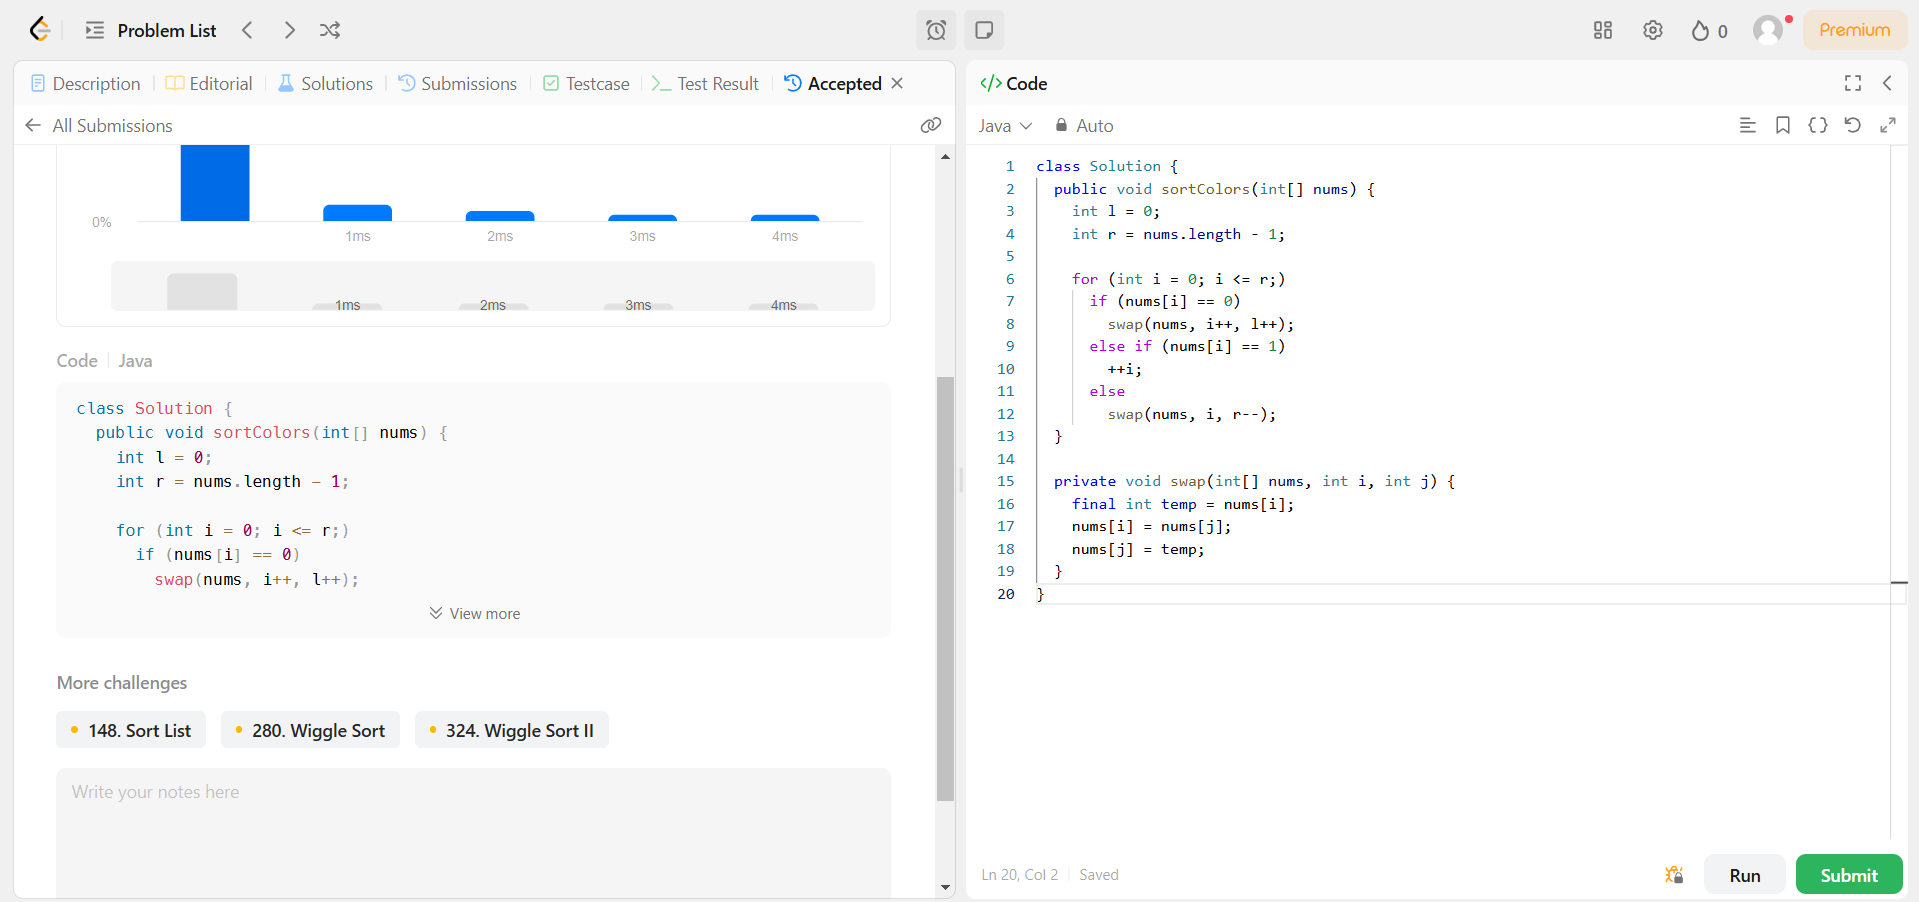 Problem List
0
Premium
Description
Editorial
Solutions
Submissions
Testcase
Test Result
Accepted
All Submissions
0%
1ms
2ms
3ms
4ms
1ms
2ms
3ms
4ms
Code
Java
class Solution {
  public void sortColors(int[] nums) {
    int l = 0;
    int r = nums.length - 1;

    for (int i = 0; i <= r;)
      if (nums[i] == 0)
        swap(nums, i++, l++);
View more
More challenges
148. Sort List
280. Wiggle Sort
324. Wiggle Sort II
Write your notes here
</> Code
Java
Auto
1 class Solution {
2   public void sortColors(int[] nums) {
3     int l = 0;
4     int r = nums.length - 1;
5
6     for (int i = 0; i <= r;)
7       if (nums[i] == 0)
8         swap(nums, i++, l++);
9       else if (nums[i] == 1)
10         ++i;
11       else
12         swap(nums, i, r--);
13   }
14
15   private void swap(int[] nums, int i, int j) {
16     final int temp = nums[i];
17     nums[i] = nums[j];
18     nums[j] = temp;
19   }
20 }
Ln 20, Col 2
Saved
Run
Submit